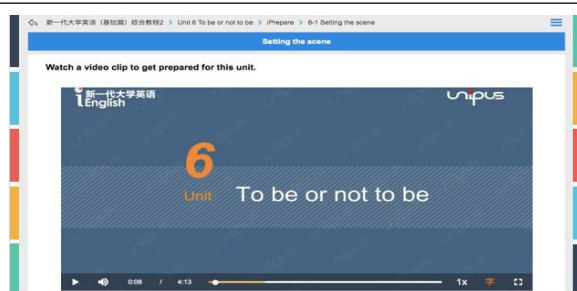 新一代大学英语（基础篇）综合教程2 > Unit 6 To be or not to be > iPrepare > 6-1 Setting the scene
Setting the scene
Watch a video clip to get prepared for this unit.
新一代大学英语
iEnglish
unipus
6
Unit
To be or not to be
0:08 / 4:13
1x 字